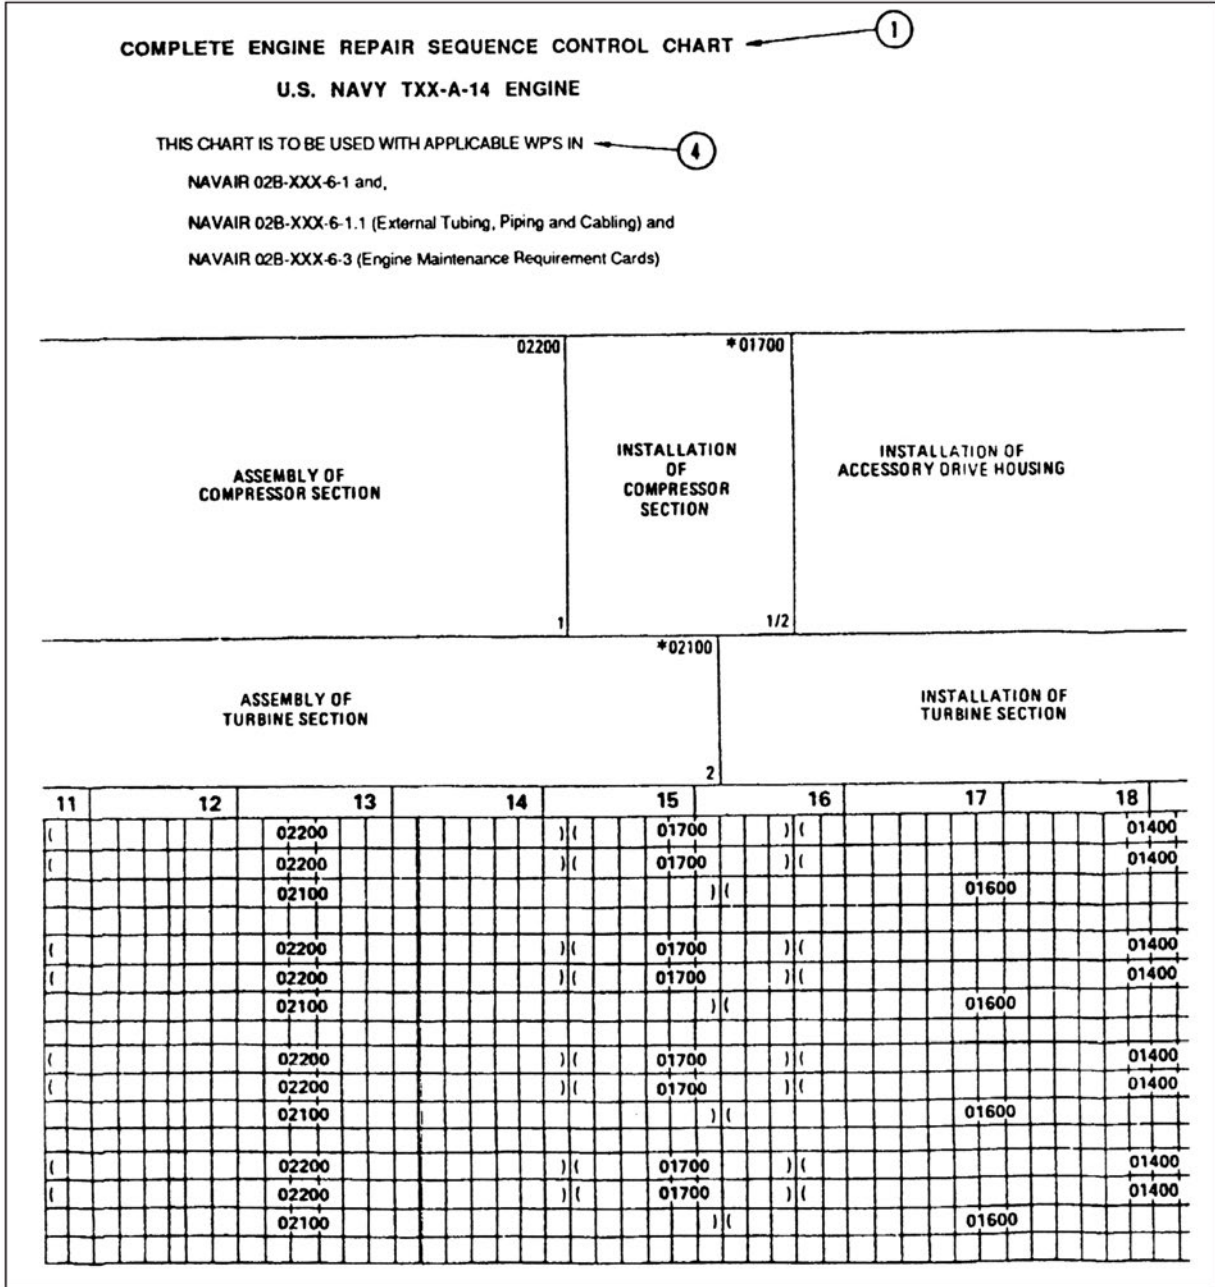 1
COMPLETE ENGINE REPAIR SEQUENCE CONTROL CHART
U.S. NAVY TXX-A-14 ENGINE
THIS CHART IS TO BE USED WITH APPLICABLE WP'S IN
4
NAVAIR 02B-XXX-6-1 and,
NAVAIR 02B-XXX-6-1.1 (External Tubing, Piping and Cabling) and
NAVAIR 02B-XXX-6-3 (Engine Maintenance Requirement Cards)
02200
ASSEMBLY OF
COMPRESSOR SECTION
1
*01700
INSTALLATION
OF
COMPRESSOR
SECTION
1/2
INSTALLATION OF
ACCESSORY DRIVE HOUSING
*02100
ASSEMBLY OF
TURBINE SECTION
2
INSTALLATION OF
TURBINE SECTION
11 12 13 14 15 16 17 18
( 02200 ) ( 01700 ) ( 01400
( 02200 ) ( 01700 ) ( 01400
02100 ) ( 01600
( 02200 ) ( 01700 ) ( 01400
( 02200 ) ( 01700 ) ( 01400
02100 ) ( 01600
( 02200 ) ( 01700 ) ( 01400
( 02200 ) ( 01700 ) ( 01400
02100 ) ( 01600
( 02200 ) ( 01700 ) ( 01400
( 02200 ) ( 01700 ) ( 01400
02100 ) ( 01600